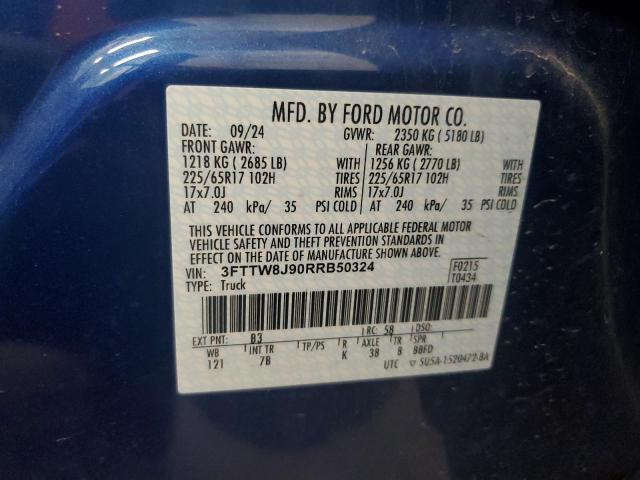 MFD. BY FORD MOTOR CO.
DATE: 09/24 GVWR: 2350 KG ( 5180 LB)
FRONT GAWR: REAR GAWR:
1218 KG ( 2685 LB) WITH 1256 KG ( 2770 LB) WITH
225/65R17 102H TIRES 225/65R17 102H TIRES
17x7.0J RIMS 17x7.0J RIMS
AT 240 kPa/ 35 PSI COLD AT 240 kPa/ 35 PSI COLD
THIS VEHICLE CONFORMS TO ALL APPLICABLE FEDERAL MOTOR
VEHICLE SAFETY AND THEFT PREVENTION STANDARDS IN
EFFECT ON THE DATE OF MANUFACTURE SHOWN ABOVE.
VIN: 3FTTW8J90RRB50324 F0215
TYPE: Truck T0434
EXT PNT: B3 RC: 58 DSO:
WB INT TR TP/PS R AXLE TR SPR
121 7B K 38 8 BBFD
UTC ▽ 5U5A-1520472-BA